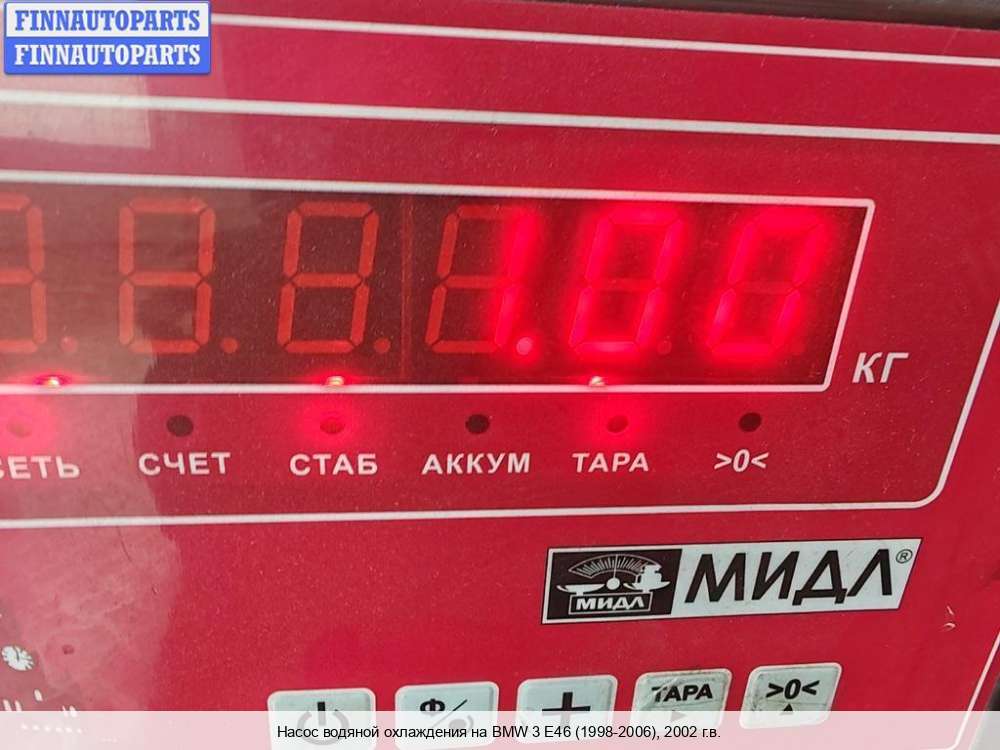 FINNAUTOPARTS
FINNAUTOPARTS
1.00
КГ
СЕТЬ СЧЕТ СТАБ АККУМ ТАРА >0<
МИДЛ МИДЛ®
Ф/
+ ТАРА >0<
Насос водяной охлаждения на BMW 3 E46 (1998-2006), 2002 г.в.